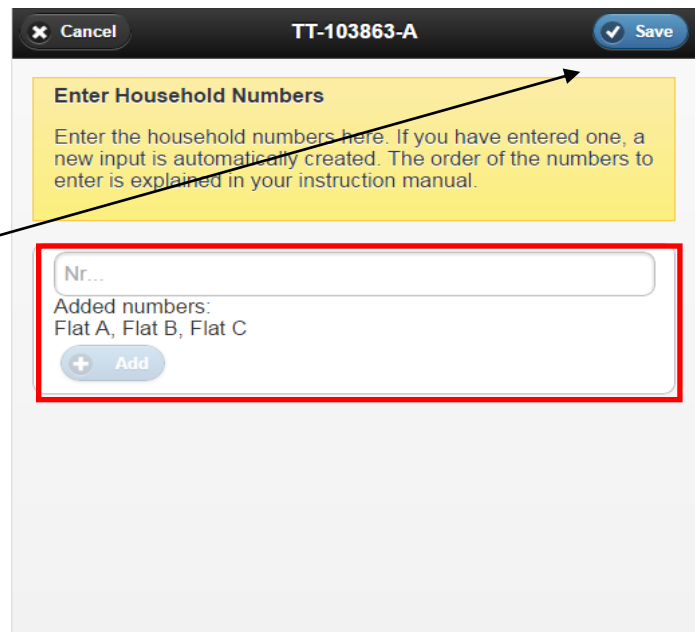 Cancel TT-103863-A Save
Enter Household Numbers
Enter the household numbers here. If you have entered one, a
new input is automatically created. The order of the numbers to
enter is explained in your instruction manual.
Nr...
Added numbers:
Flat A, Flat B, Flat C
Add